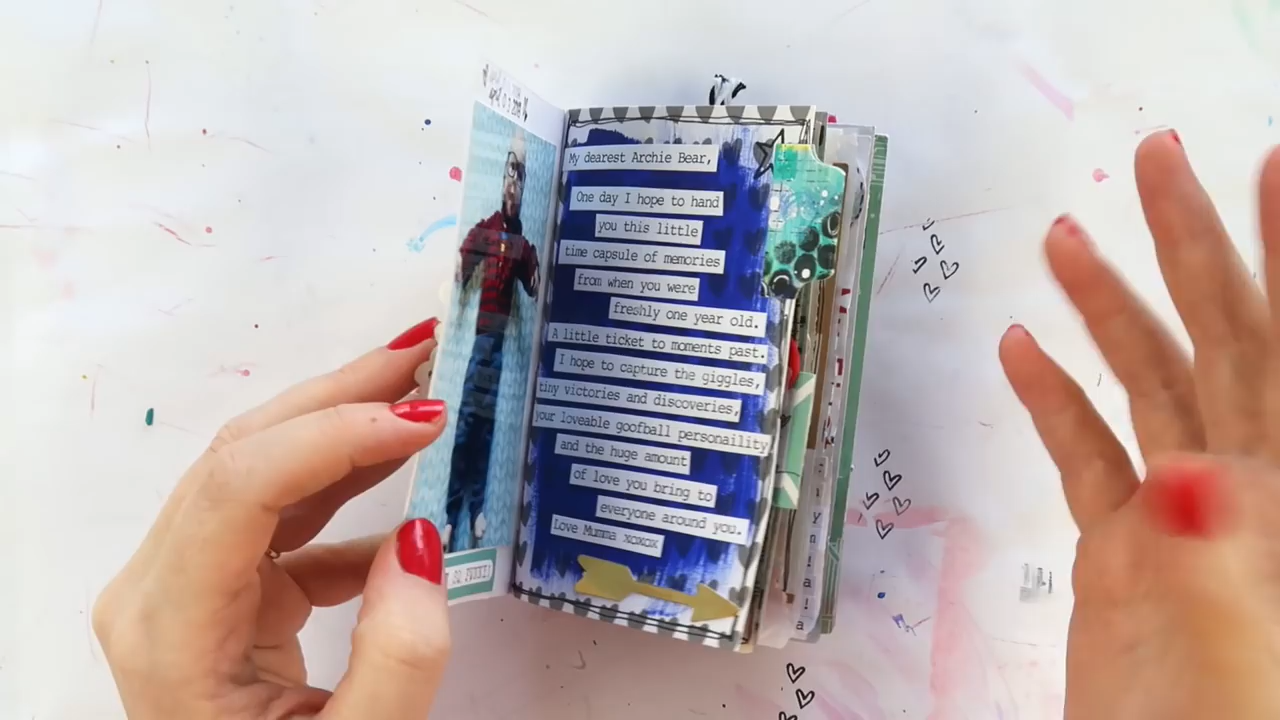 My dearest Archie Bear,
One day I hope to hand
you this little
time capsule of memories
from when you were
freshly one year old.
A little ticket to moments past.
I hope to capture the giggles,
tiny victories and discoveries,
your loveable goofball personaility
and the huge amount
of love you bring to
everyone around you.
Love Mumma xoxox